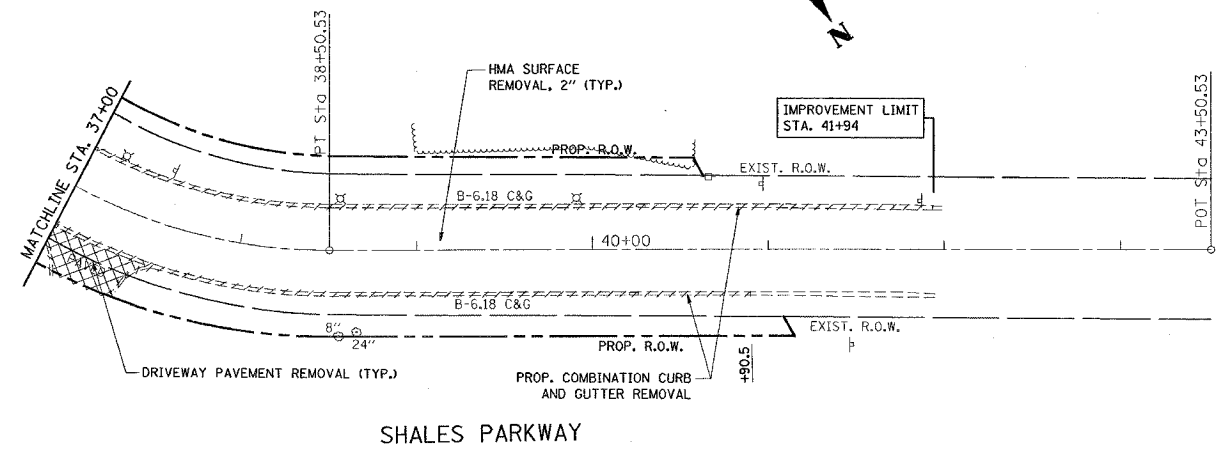 N
PT Sta 38+50.53
HMA SURFACE
REMOVAL, 2" (TYP.)
MATCHLINE STA. 37+00
IMPROVEMENT LIMIT
STA. 41+94
POT Sta 43+50.53
PROP. R.O.W.
EXIST. R.O.W.
B-6.18 C&G
40+00
B-6.18 C&G
8"
24"
EXIST. R.O.W.
PROP. R.O.W.
+90.5
DRIVEWAY PAVEMENT REMOVAL (TYP.)
PROP. COMBINATION CURB
AND GUTTER REMOVAL
SHALES PARKWAY